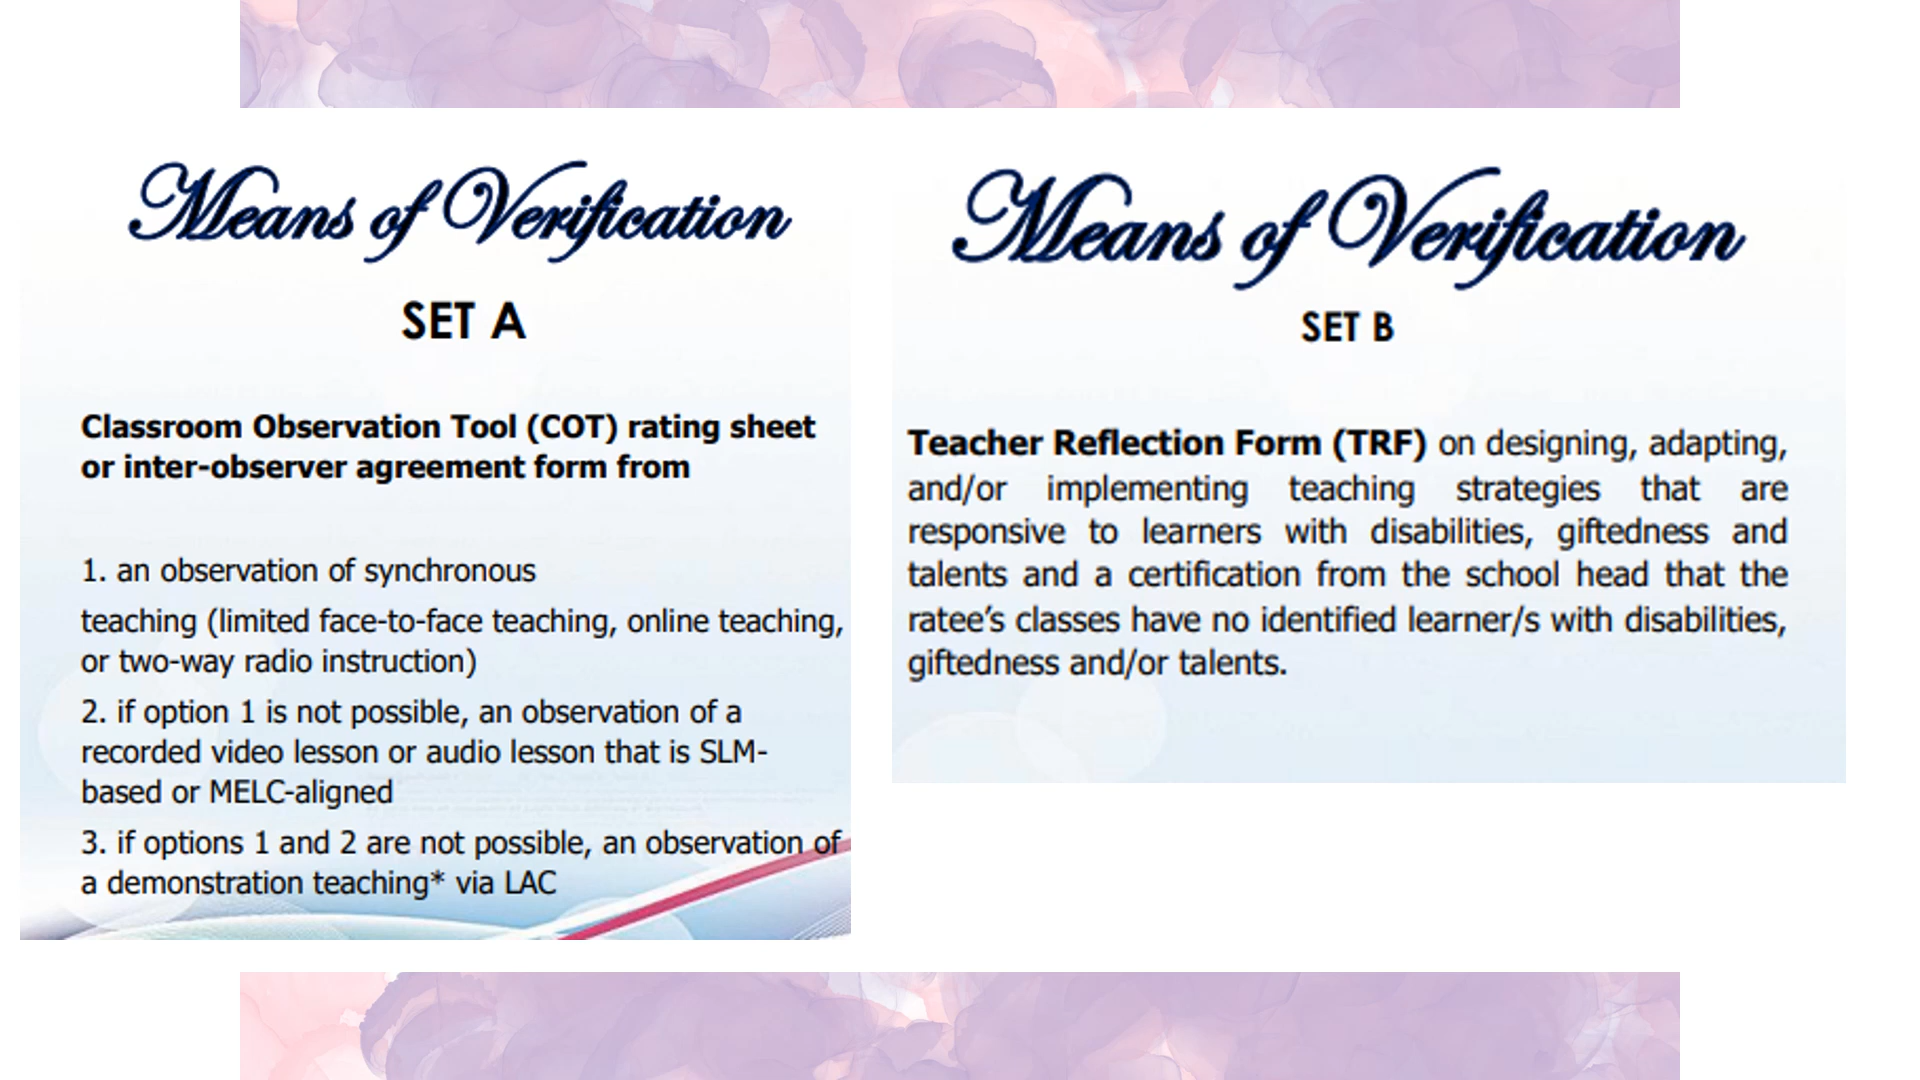 Means of Verification
SET A
Classroom Observation Tool (COT) rating sheet
or inter-observer agreement form from
1. an observation of synchronous
teaching (limited face-to-face teaching, online teaching,
or two-way radio instruction)
2. if option 1 is not possible, an observation of a
recorded video lesson or audio lesson that is SLM-
based or MELC-aligned
3. if options 1 and 2 are not possible, an observation of
a demonstration teaching* via LAC
Means of Verification
SET B
Teacher Reflection Form (TRF) on designing, adapting,
and/or implementing teaching strategies that are
responsive to learners with disabilities, giftedness and
talents and a certification from the school head that the
ratee’s classes have no identified learner/s with disabilities,
giftedness and/or talents.